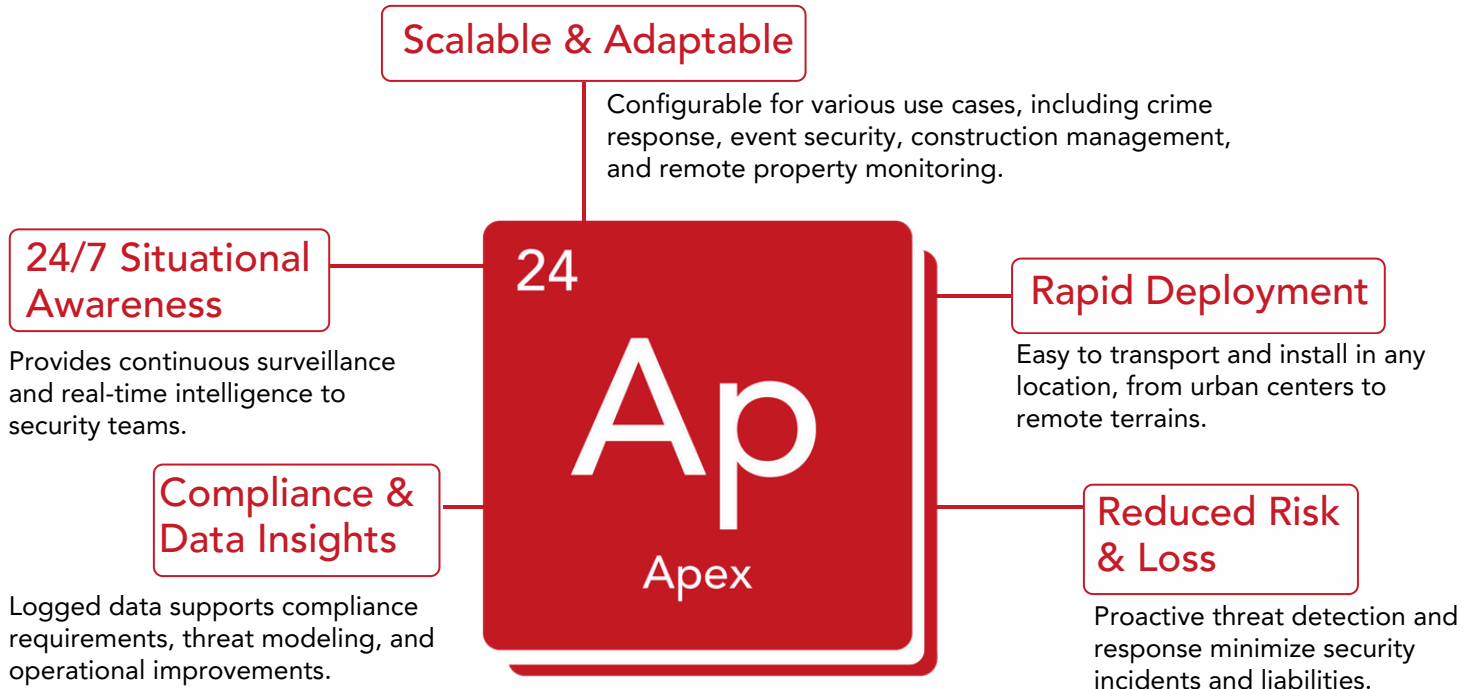 Scalable & Adaptable
Configurable for various use cases, including crime
response, event security, construction management,
and remote property monitoring.
24/7 Situational
Awareness
Provides continuous surveillance
and real-time intelligence to
security teams.
Compliance &
Data Insights
Logged data supports compliance
requirements, threat modeling, and
operational improvements.
24
Ap
Apex
Rapid Deployment
Easy to transport and install in any
location, from urban centers to
remote terrains.
Reduced Risk
& Loss
Proactive threat detection and
response minimize security
incidents and liabilities.